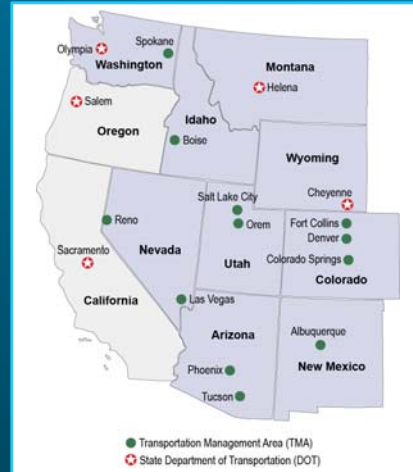 Olympia
Spokane
Washington
Montana
Helena
Salem
Oregon
Idaho
Boise
Wyoming
Cheyenne
Salt Lake City
Orem
Reno
Nevada
Utah
Fort Collins
Denver
Colorado Springs
Colorado
Sacramento
California
Las Vegas
Arizona
Albuquerque
New Mexico
Phoenix
Tucson
Transportation Management Area (TMA)
State Department of Transportation (DOT)